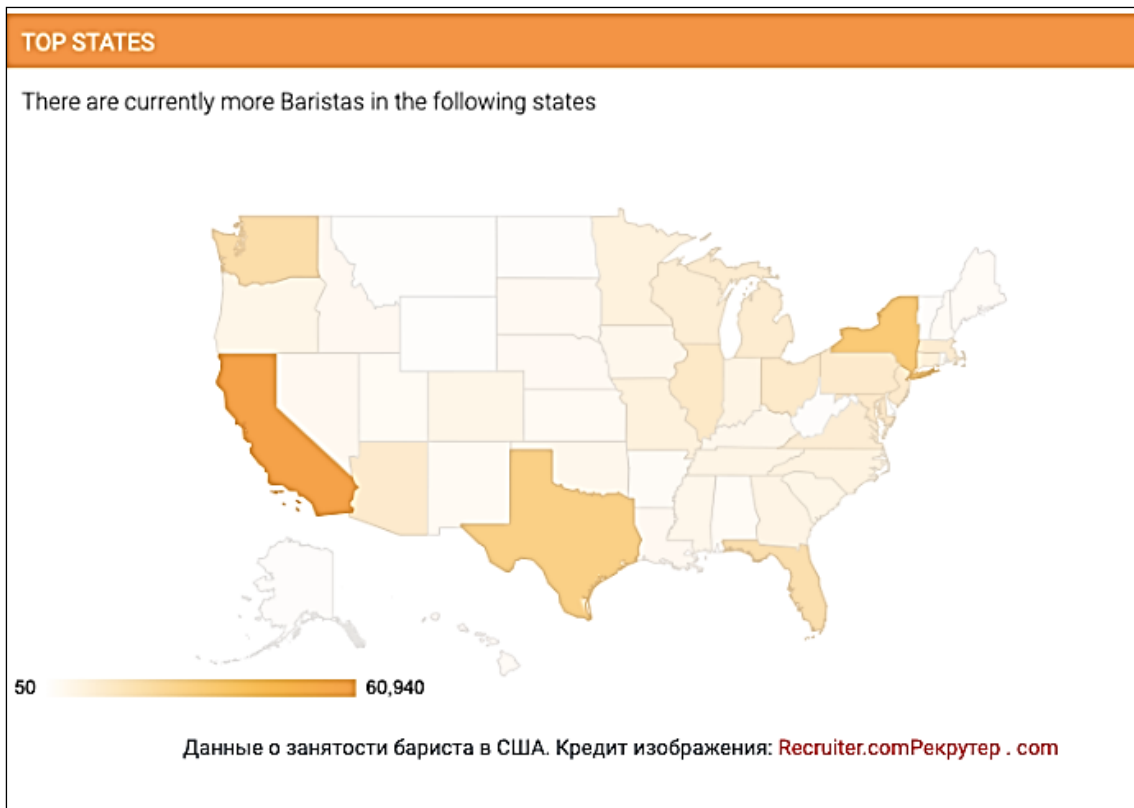 TOP STATES
There are currently more Baristas in the following states
50 60,940
Данные о занятости бариста в США. Кредит изображения: Recruiter.comРекрутер . com